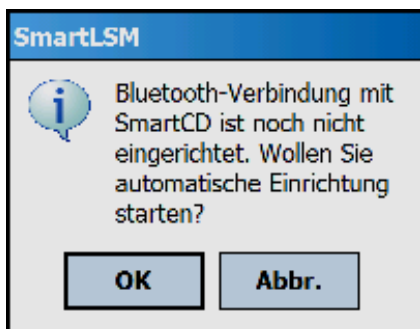 SmartLSM
Bluetooth-Verbindung mit
SmartCD ist noch nicht
eingerichtet. Wollen Sie
automatische Einrichtung
starten?
OK
Abbr.